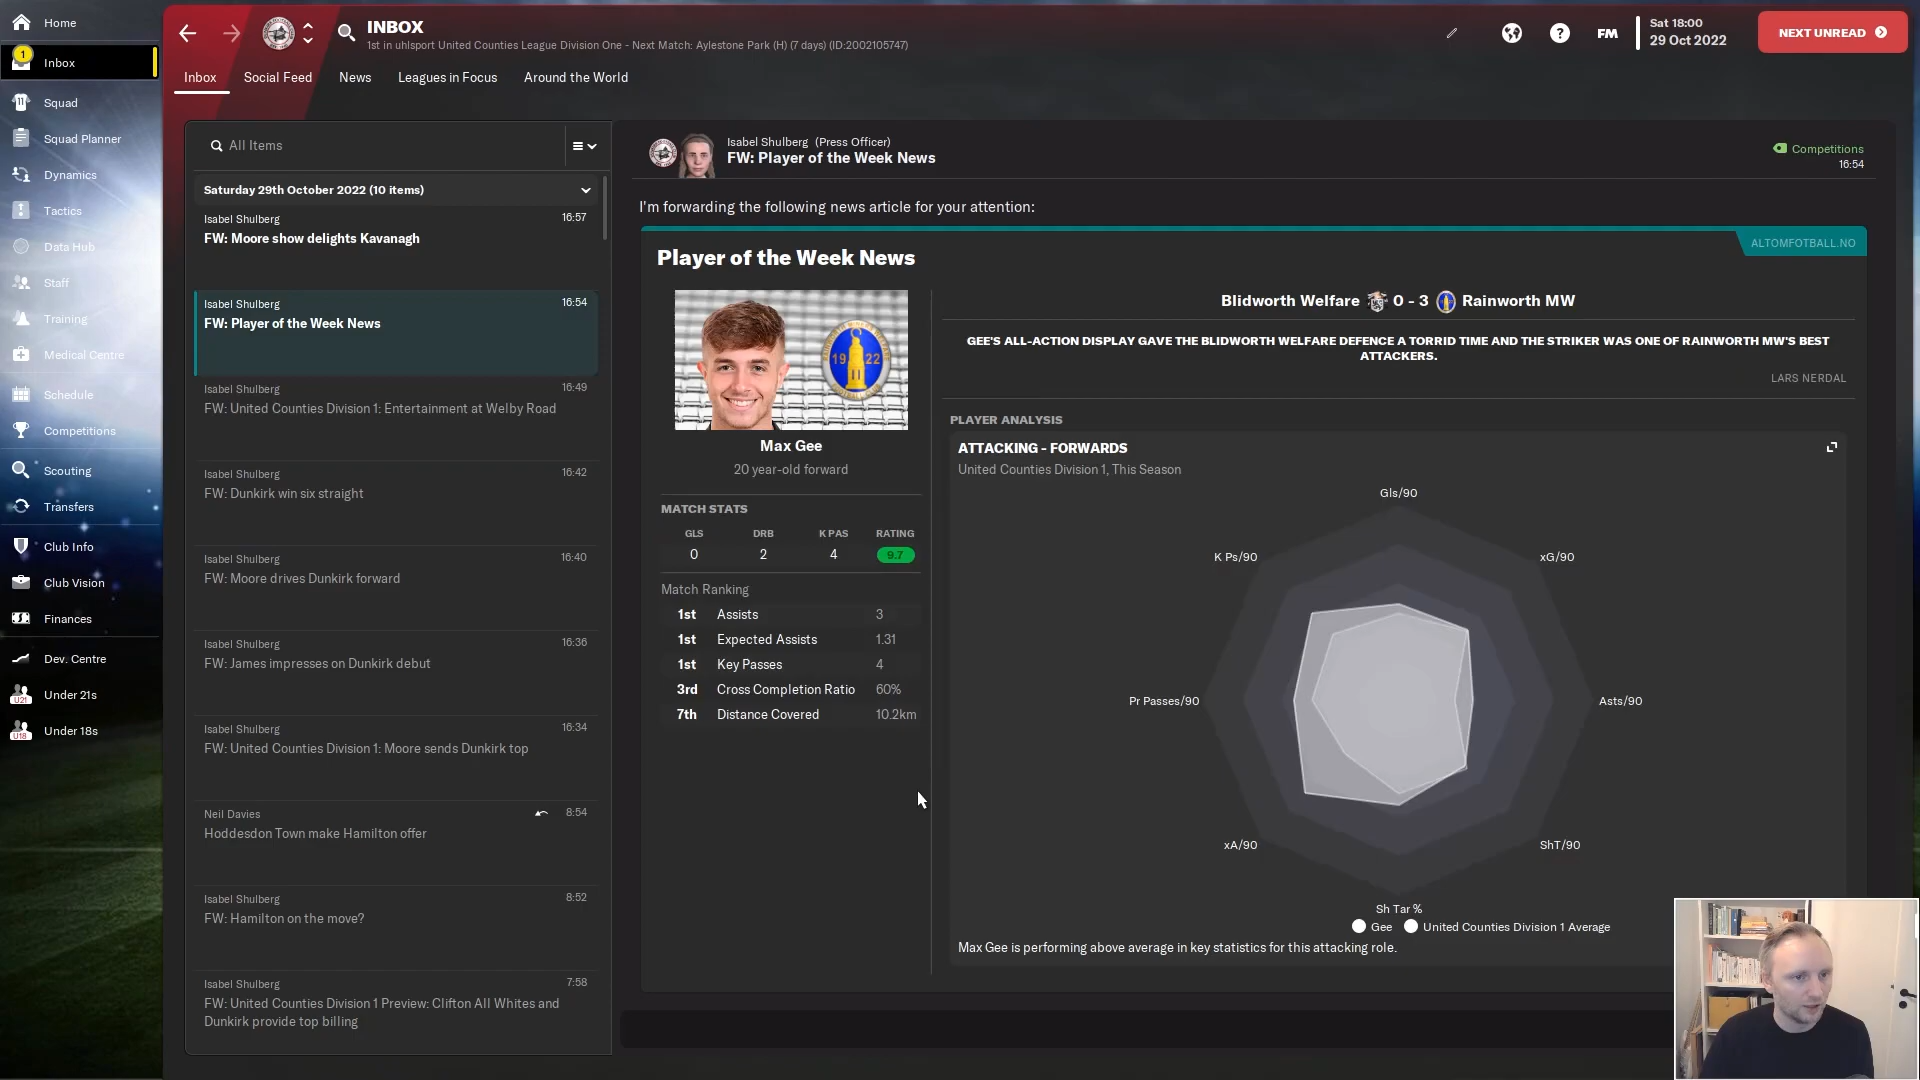 Home
1
Inbox
Squad
Squad Planner
Dynamics
Tactics
Data Hub
Staff
Training
Medical Centre
Schedule
Competitions
Scouting
Transfers
Club Info
Club Vision
Finances
Dev. Centre
U21
Under 21s
U18
Under 18s
INBOX
1st in uhlsport United Counties League Division One - Next Match: Aylestone Park (H) (7 days) (ID:2002105747)
FM
Sat 18:00
29 Oct 2022
NEXT UNREAD
Inbox
Social Feed
News
Leagues in Focus
Around the World
All Items
Saturday 29th October 2022 (10 items)
Isabel Shulberg 16:57
FW: Moore show delights Kavanagh
Isabel Shulberg 16:54
FW: Player of the Week News
Isabel Shulberg 16:49
FW: United Counties Division 1: Entertainment at Welby Road
Isabel Shulberg 16:42
FW: Dunkirk win six straight
Isabel Shulberg 16:40
FW: Moore drives Dunkirk forward
Isabel Shulberg 16:36
FW: James impresses on Dunkirk debut
Isabel Shulberg 16:34
FW: United Counties Division 1: Moore sends Dunkirk top
Neil Davies 8:54
Hoddesdon Town make Hamilton offer
Isabel Shulberg 8:52
FW: Hamilton on the move?
Isabel Shulberg 7:58
FW: United Counties Division 1 Preview: Clifton All Whites and
Dunkirk provide top billing
Isabel Shulberg (Press Officer)
FW: Player of the Week News
Competitions
16:54
I'm forwarding the following news article for your attention:
ALTOMFOTBALL.NO
Player of the Week News
19 22
Max Gee
20 year-old forward
MATCH STATS
GLS DRB K PAS RATING
0 2 4 9.7
Match Ranking
1st Assists 3
1st Expected Assists 1.31
1st Key Passes 4
3rd Cross Completion Ratio 60%
7th Distance Covered 10.2km
Blidworth Welfare 0 - 3 Rainworth MW
GEE'S ALL-ACTION DISPLAY GAVE THE BLIDWORTH WELFARE DEFENCE A TORRID TIME AND THE STRIKER WAS ONE OF RAINWORTH MW'S BEST
ATTACKERS.
LARS NERDAL
PLAYER ANALYSIS
ATTACKING - FORWARDS
United Counties Division 1, This Season
Gls/90
K Ps/90
xG/90
Pr Passes/90
Asts/90
xA/90
ShT/90
Sh Tar %
Gee
United Counties Division 1 Average
Max Gee is performing above average in key statistics for this attacking role.